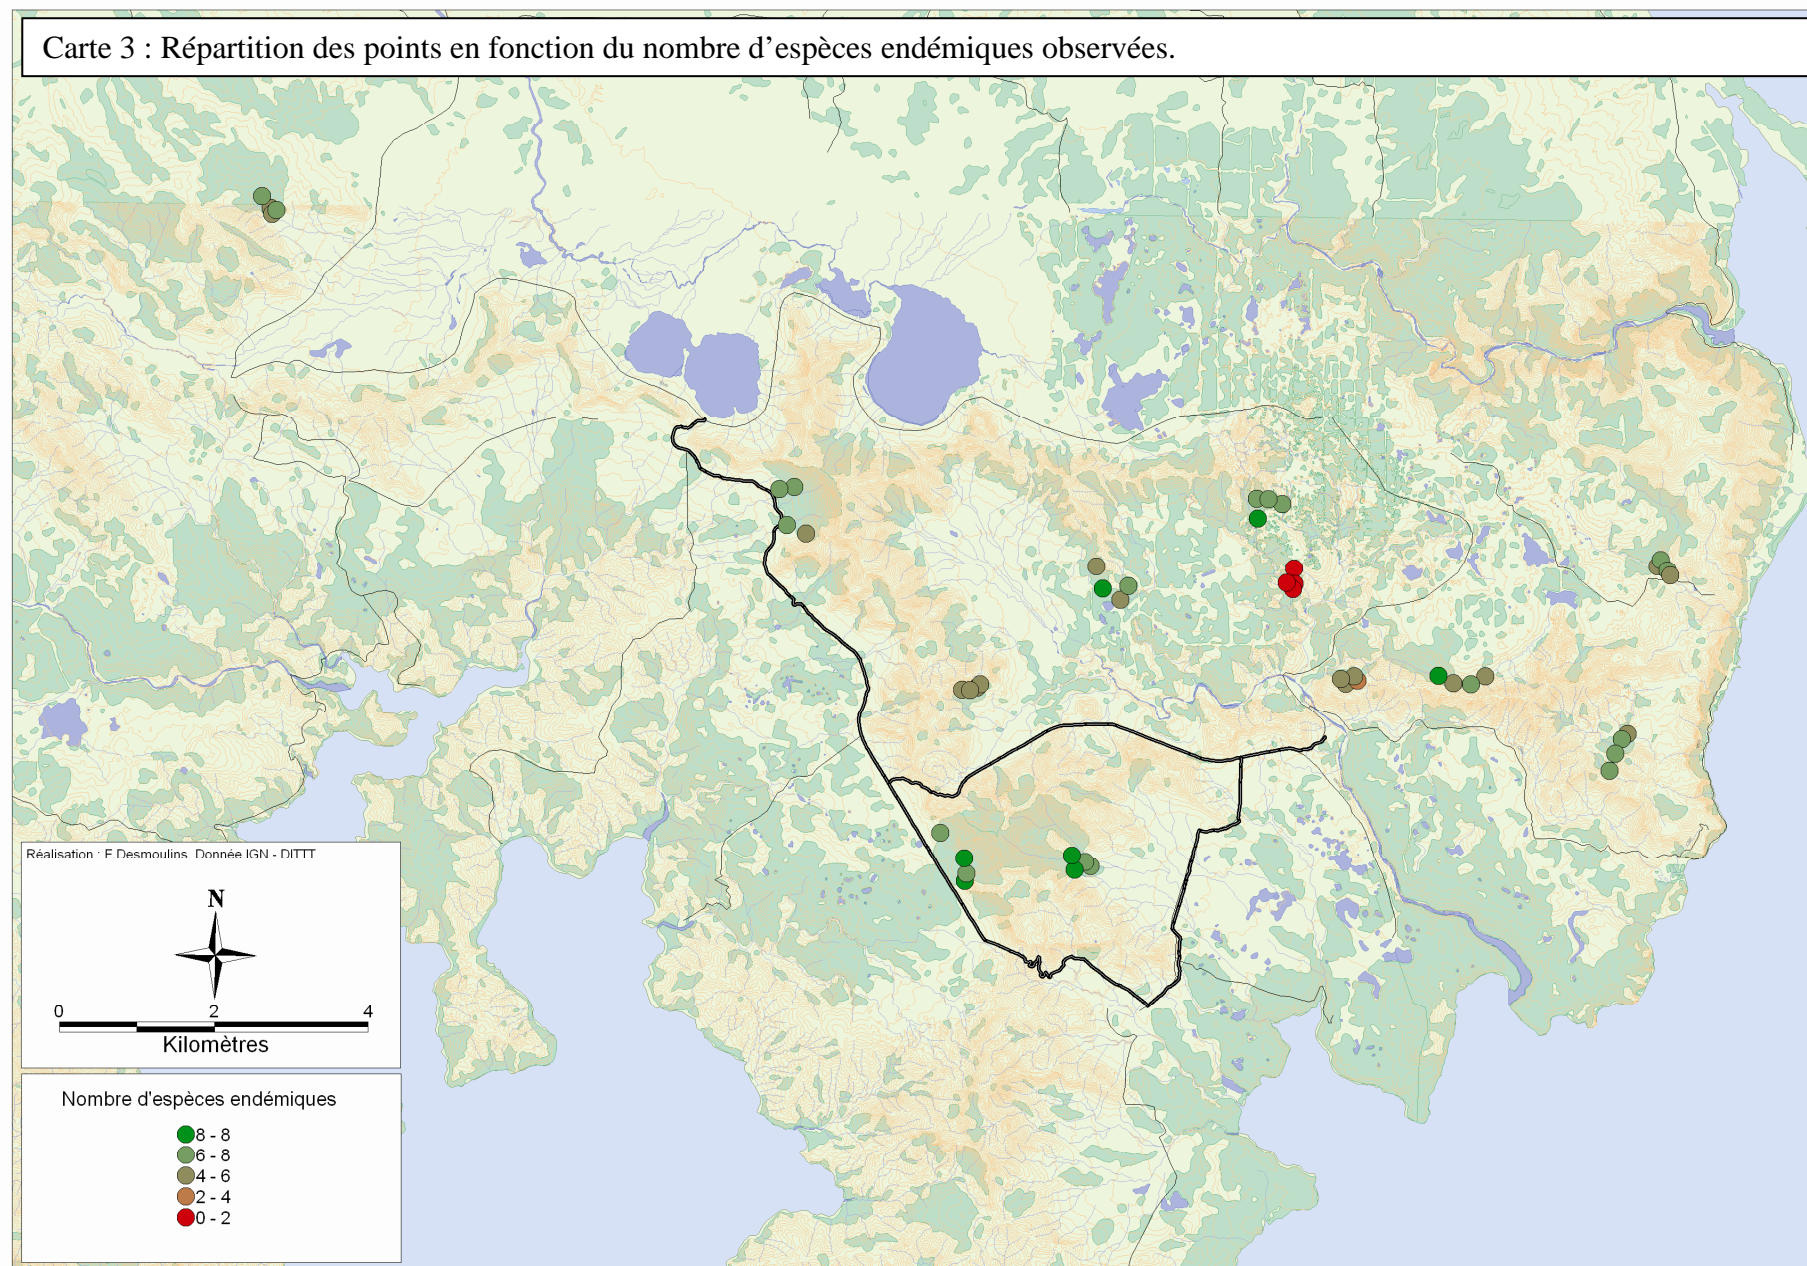 Carte 3 : Répartition des points en fonction du nombre d'espèces endémiques observées.
Réalisation : F Desmoulins Donnée IGN - DITTT
N
0 2 4
Kilomètres
Nombre d'espèces endémiques
8 - 8
6 - 8
4 - 6
2 - 4
0 - 2